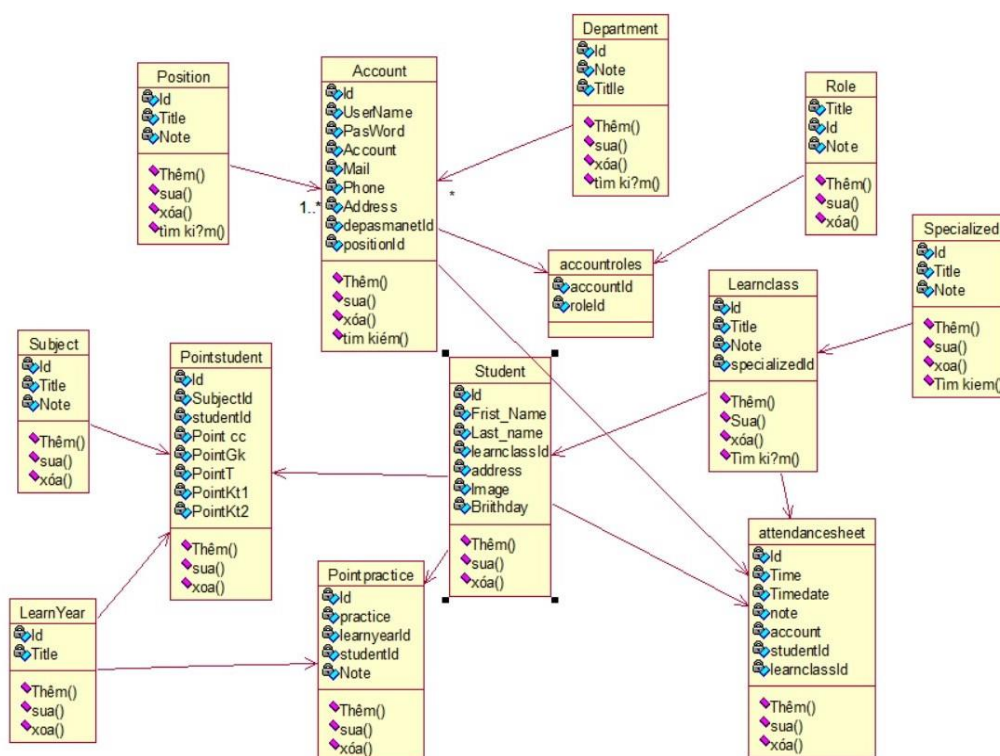 Department
Id
Note
Titlle
Thêm()
sua()
xóa()
tìm ki?m()
Position
Id
Title
Note
Thêm()
sua()
xóa()
tìm ki?m()
Account
Id
UserName
PasWord
Account
Mail
Phone
Address
depasmanetId
positionId
Thêm()
sua()
xóa()
tim kiém()
1..*
*
Role
Title
Id
Note
Thêm()
sua()
xóa()
accountroles
accountId
roleId
Specialized
Id
Title
Note
Thêm()
sua()
xoa()
Tìm kiem()
Learnclass
Id
Title
Note
specializedId
Thêm()
Sua()
xóa()
Tìm ki?m()
Subject
Id
Title
Note
Thêm()
sua()
xóa()
Pointstudent
Id
SubjectId
studentId
Point cc
PointGk
PointT
PointKt1
PointKt2
Thêm()
sua()
xoa()
Student
Id
Frist_Name
Last_name
learnclassId
address
Image
Briithday
Thêm()
sua()
xóa()
attendancesheet
Id
Time
Timedate
note
account
studentId
learnclassId
Thêm()
sua()
xóa()
Pointpractice
Id
practice
learnyearId
studentId
Note
Thêm()
sua()
xóa()
LearnYear
Id
Title
Thêm()
sua()
xoa()